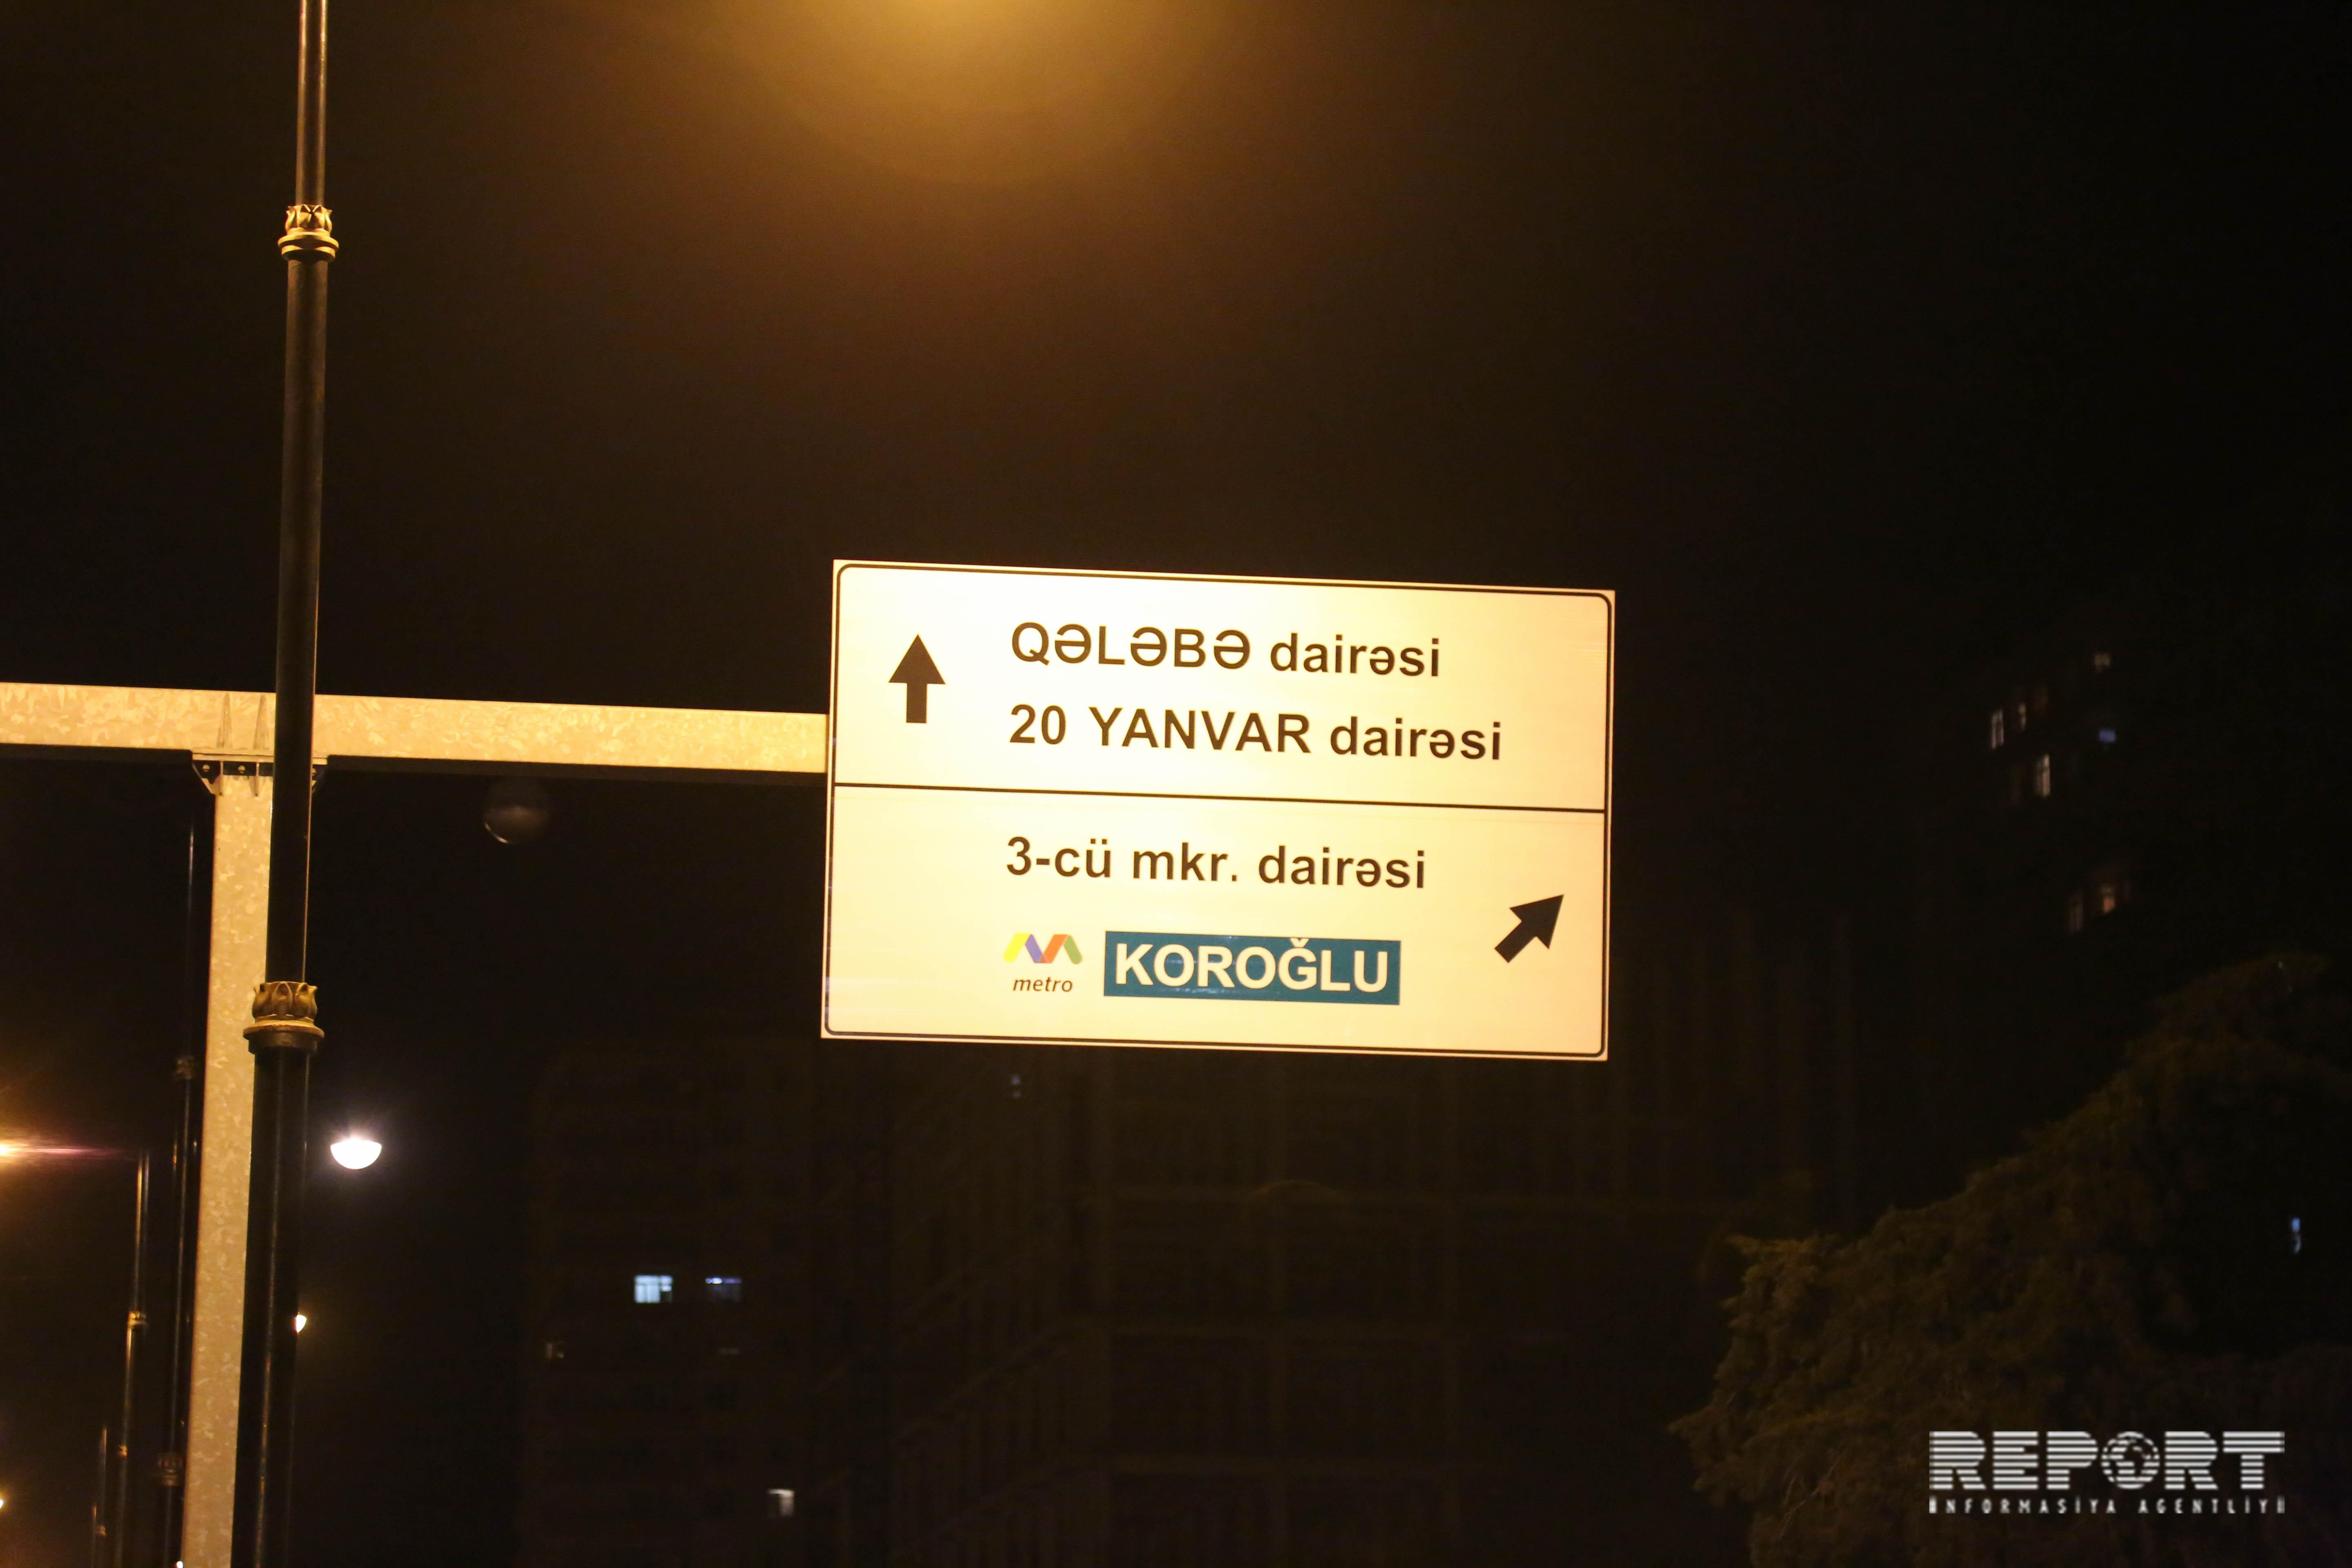 QƏLƏBƏ dairəsi
20 YANVAR dairəsi
3-cü mkr. dairəsi
metro KOROĞLU
REPORT
İNFORMASİYA AGENTLİYİ